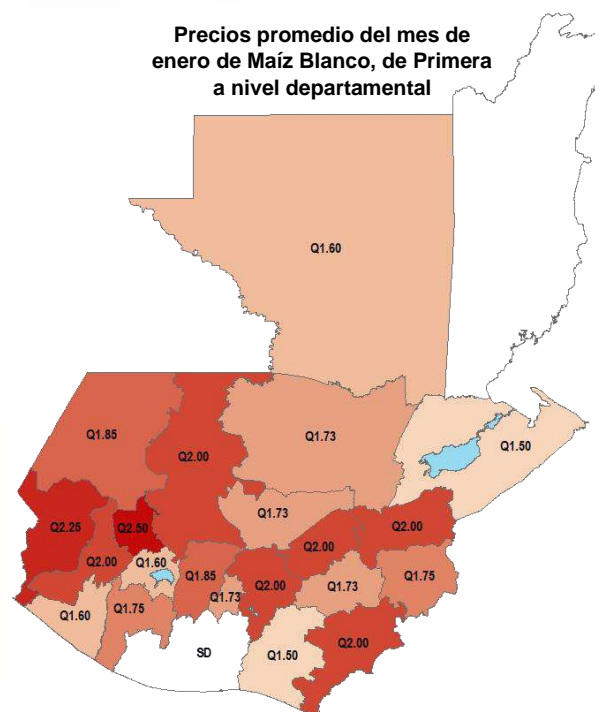 Precios promedio del mes de
enero de Maíz Blanco, de Primera
a nivel departamental
Q1.60
Q1.85
Q2.00
Q1.73
Q1.50
Q2.25
Q2.50
Q1.73
Q2.00
Q2.00
Q2.00
Q1.60
Q1.85
Q1.73
Q2.00
Q1.73
Q1.75
Q1.60
Q1.75
SD
Q1.50
Q2.00